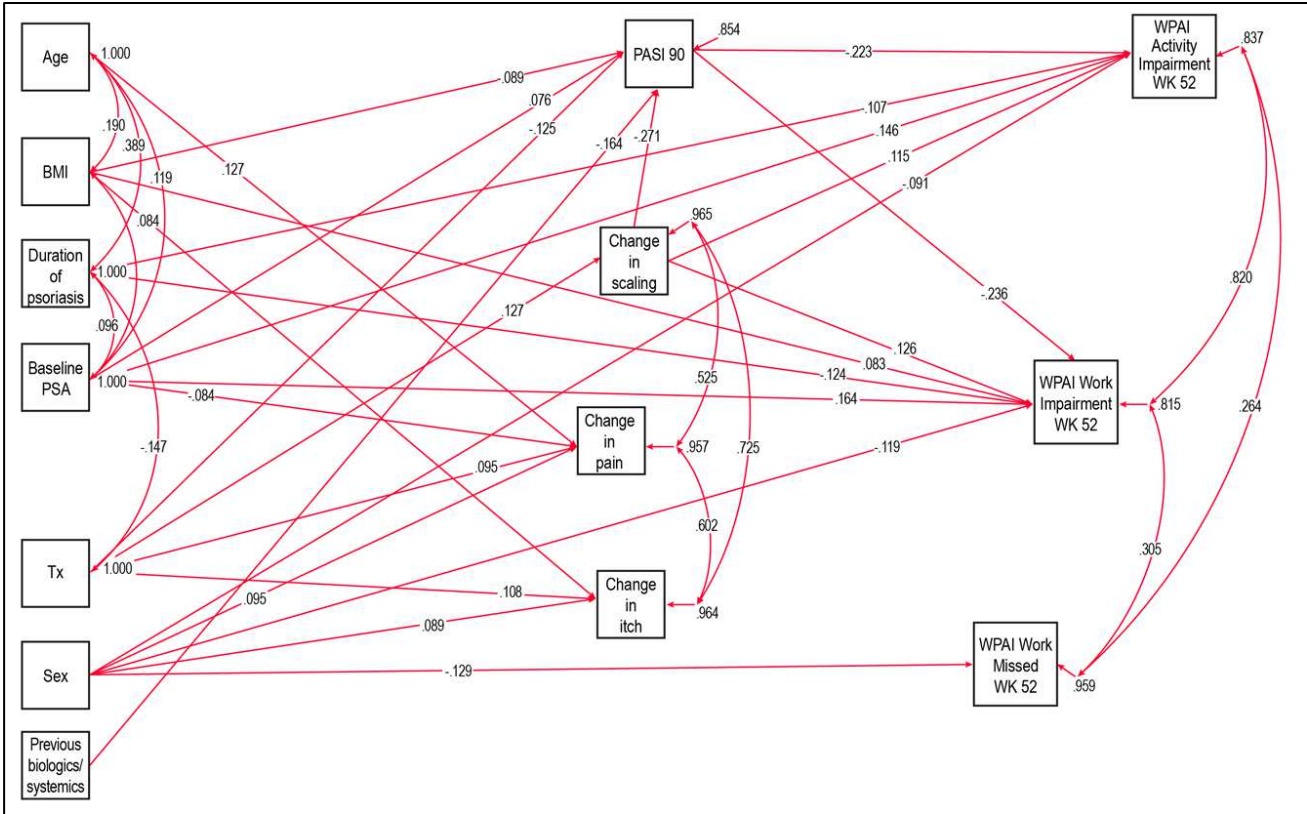 Age
1.000
.190
.389
.119
BMI
.084
Duration
of
psoriasis
1.000
.096
Baseline
PSA
1.000
-.084
-.147
Tx
1.000
Sex
Previous
biologics/
systemics
.127
.089
.076
-.125
-.164
-.271
PASI 90
.854
-.223
-.107
.146
.115
-.091
WPAI
Activity
Impairment
WK 52
.837
Change
in
scaling
.965
.127
.525
.725
-.236
.126
.083
-.124
.164
-.119
Change
in
pain
.957
.095
.095
.602
Change
in
itch
.964
.108
.089
-.129
WPAI Work
Impairment
WK 52
.815
.820
.264
.305
WPAI Work
Missed
WK 52
.959